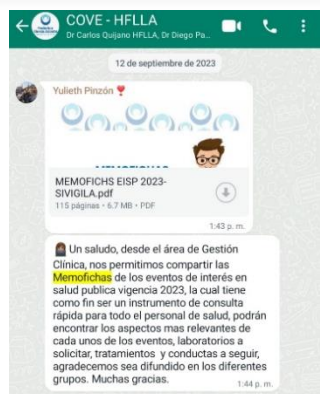 COVE - HFLLA
Dr Carlos Quijano HFLLA, Dr Diego Pa...
12 de septiembre de 2023
Yulieth Pinzón ❣️
MEMOFICHAS
MEMOFICHS EISP 2023-
SIVIGILA.pdf
115 páginas • 6.7 MB • PDF
1:43 p. m.
Un saludo, desde el área de Gestión
Clínica, nos permitimos compartir las
Memofichas de los eventos de interés en
salud publica vigencia 2023, la cual tiene
como fin ser un instrumento de consulta
rápida para todo el personal de salud, podrán
encontrar los aspectos mas relevantes de
cada unos de los eventos, laboratorios a
solicitar, tratamientos y conductas a seguir,
agradecemos sea difundido en los diferentes
grupos. Muchas gracias.
1:44 p. m.